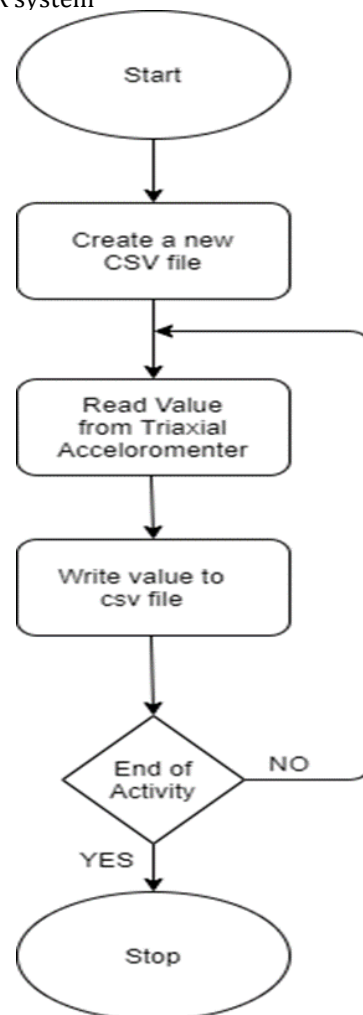 system
Start
Create a new
CSV file
Read Value
from Triaxial
Acceloromenter
Write value to
csv file
End of
Activity
NO
YES
Stop